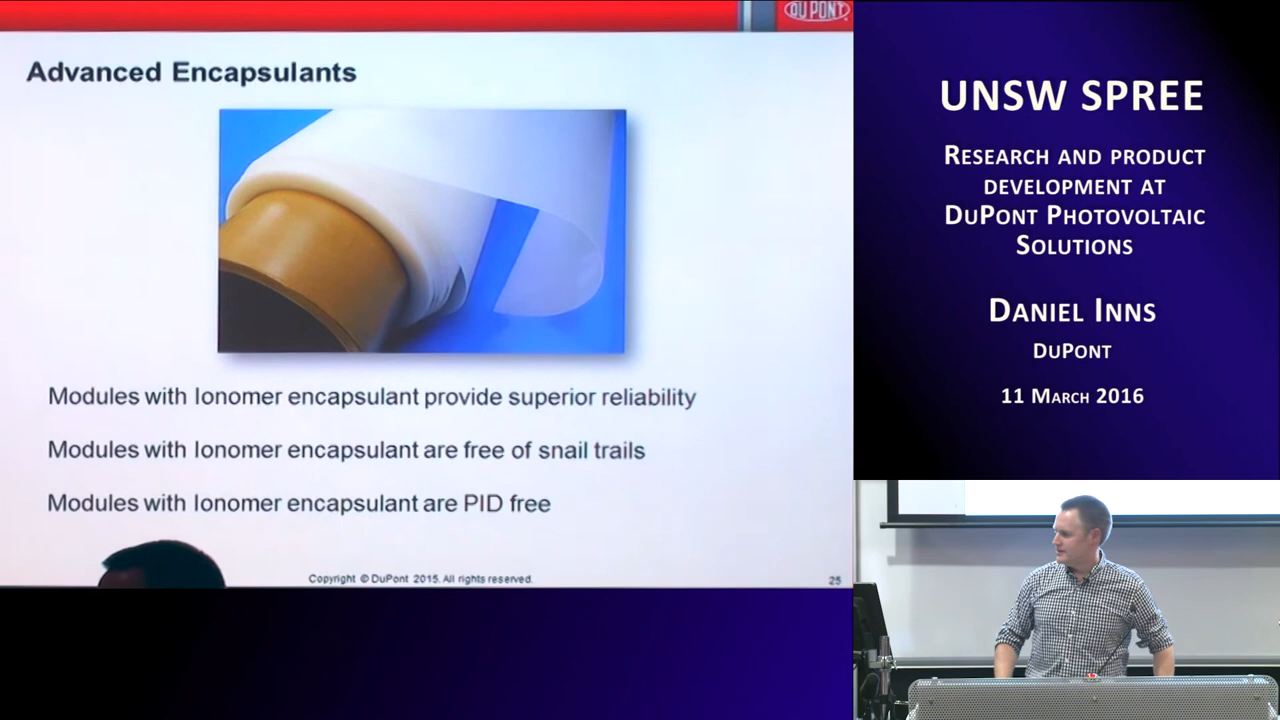 DU PONT
Advanced Encapsulants
Modules with Ionomer encapsulant provide superior reliability
Modules with Ionomer encapsulant are free of snail trails
Modules with Ionomer encapsulant are PID free
Copyright © DuPont 2015. All rights reserved.
25
UNSW SPREE
RESEARCH AND PRODUCT
DEVELOPMENT AT
DUPONT PHOTOVOLTAIC
SOLUTIONS
DANIEL INNS
DUPONT
11 MARCH 2016